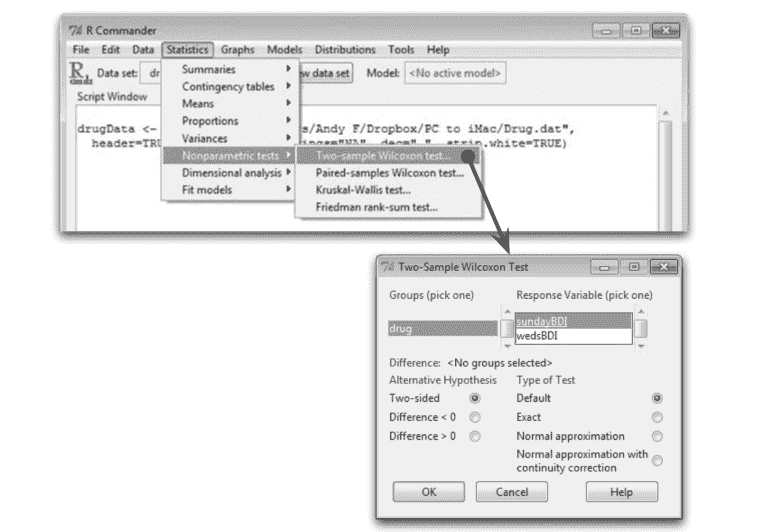 R Commander
File Edit Data Statistics Graphs Models Distributions Tools Help
Data set: dr w data set Model: <No active model>
Script Window
Summaries
Contingency tables
Means
Proportions
Variances
Nonparametric tests
Dimensional analysis
Fit models
drugData <- s/Andy F/Dropbox/PC to iMac/Drug.dat",
header=TRU ings="NA", dec=".", strip.white=TRUE)
Two-sample Wilcoxon test...
Paired-samples Wilcoxon test...
Kruskal-Wallis test...
Friedman rank-sum test...
Two-Sample Wilcoxon Test
Groups (pick one) Response Variable (pick one)
drug sundayBDI
wedsBDI
Difference: <No groups selected>
Alternative Hypothesis Type of Test
Two-sided Default
Difference < 0 Exact
Difference > 0 Normal approximation
Normal approximation with
continuity correction
OK Cancel Help